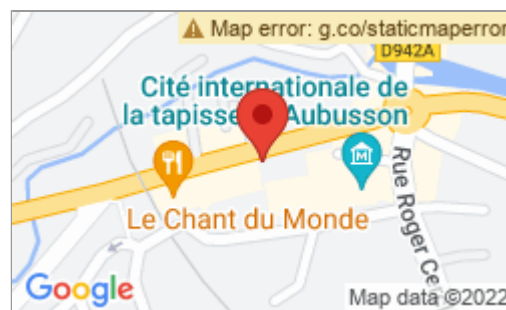 Map error: g.co/staticmaperror
D942A
Cité internationale de
la tapisse Aubusson
Le Chant du Monde
Rue Roger Ce
Google
Map data ©2022